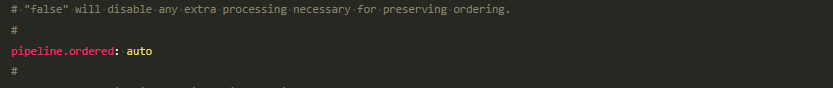 # "false" will disable any extra processing necessary for preserving ordering.
#
pipeline.ordered: auto
#